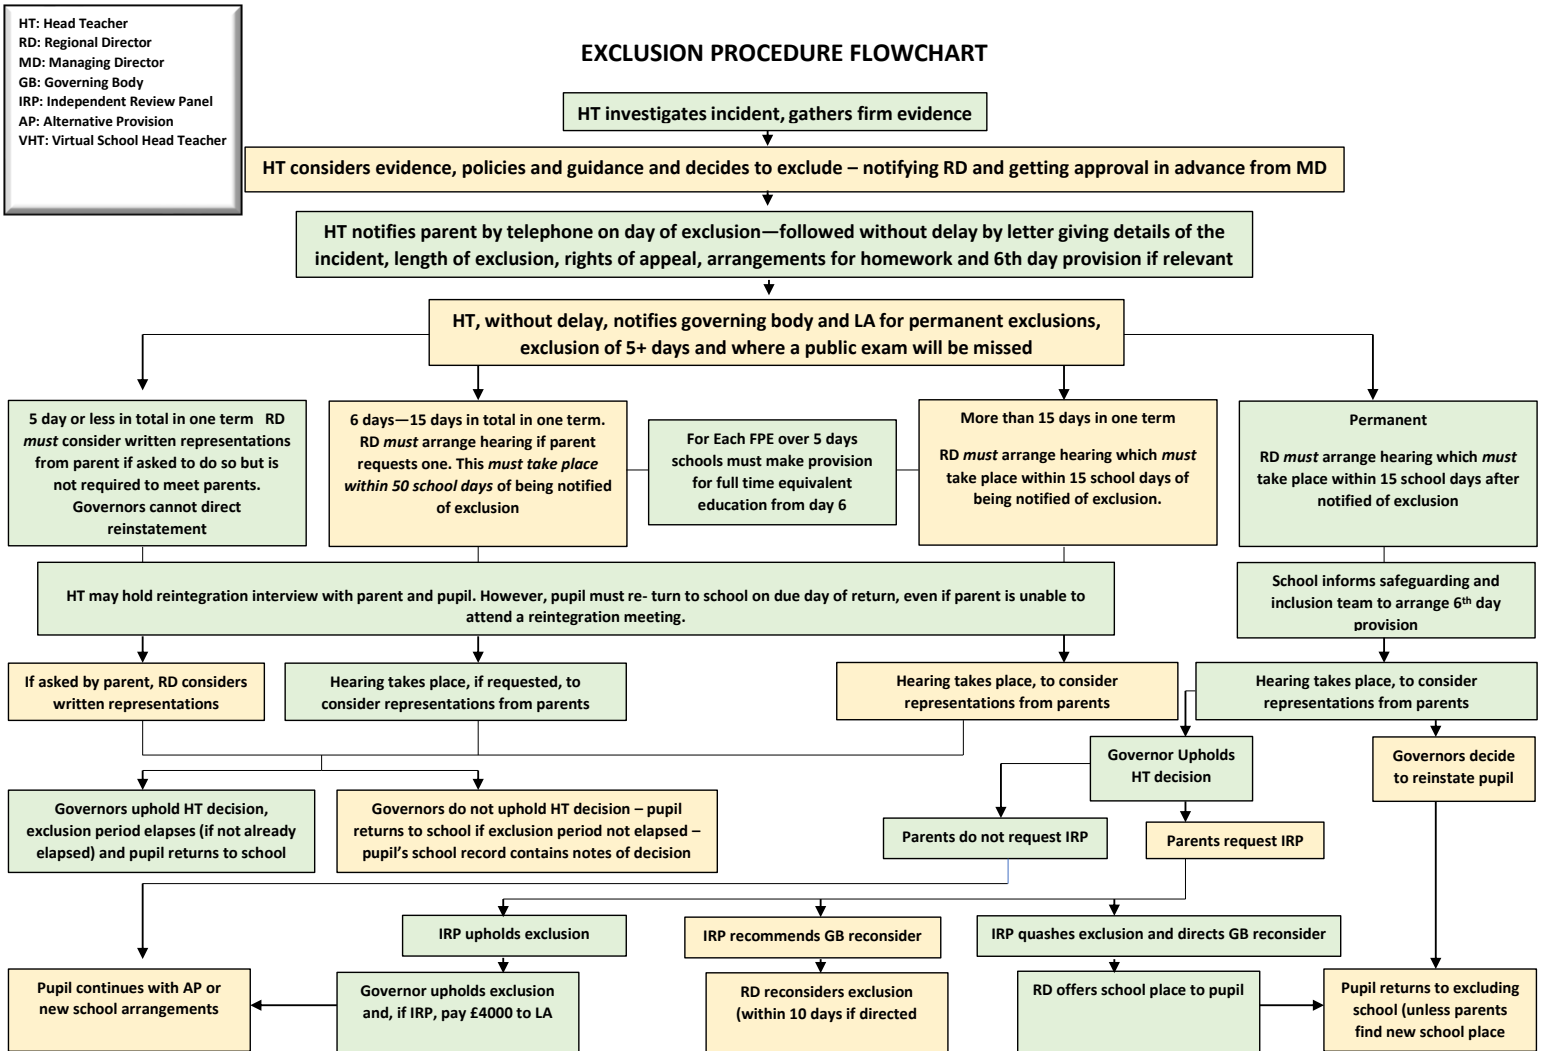 HT: Head Teacher
RD: Regional Director
MD: Managing Director
GB: Governing Body
IRP: Independent Review Panel
AP: Alternative Provision
VHT: Virtual School Head Teacher
EXCLUSION PROCEDURE FLOWCHART
HT investigates incident, gathers firm evidence
HT considers evidence, policies and guidance and decides to exclude – notifying RD and getting approval in advance from MD
HT notifies parent by telephone on day of exclusion—followed without delay by letter giving details of the
incident, length of exclusion, rights of appeal, arrangements for homework and 6th day provision if relevant
HT, without delay, notifies governing body and LA for permanent exclusions,
exclusion of 5+ days and where a public exam will be missed
5 day or less in total in one term RD
must consider written representations
from parent if asked to do so but is
not required to meet parents.
Governors cannot direct
reinstatement
6 days—15 days in total in one term.
RD must arrange hearing if parent
requests one. This must take place
within 50 school days of being notified
of exclusion
For Each FPE over 5 days
schools must make provision
for full time equivalent
education from day 6
More than 15 days in one term
RD must arrange hearing which must
take place within 15 school days of
being notified of exclusion.
Permanent
RD must arrange hearing which must
take place within 15 school days after
notified of exclusion
HT may hold reintegration interview with parent and pupil. However, pupil must re- turn to school on due day of return, even if parent is unable to
attend a reintegration meeting.
School informs safeguarding and
inclusion team to arrange 6th day
provision
If asked by parent, RD considers
written representations
Hearing takes place, if requested, to
consider representations from parents
Hearing takes place, to consider
representations from parents
Hearing takes place, to consider
representations from parents
Governor Upholds
HT decision
Governors decide
to reinstate pupil
Governors uphold HT decision,
exclusion period elapses (if not already
elapsed) and pupil returns to school
Governors do not uphold HT decision – pupil
returns to school if exclusion period not elapsed –
pupil's school record contains notes of decision
Parents do not request IRP
Parents request IRP
IRP upholds exclusion
IRP recommends GB reconsider
IRP quashes exclusion and directs GB reconsider
Pupil continues with AP or
new school arrangements
Governor upholds exclusion
and, if IRP, pay £4000 to LA
RD reconsiders exclusion
(within 10 days if directed
RD offers school place to pupil
Pupil returns to excluding
school (unless parents
find new school place